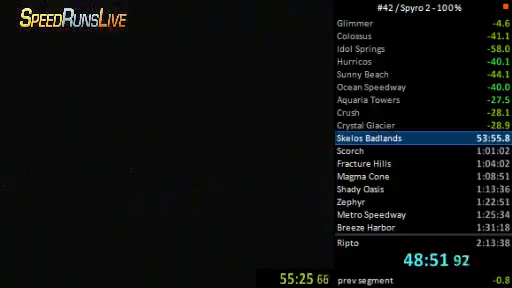 SPEEDRUNSLIVE
#42 / Spyro 2 - 100%
Glimmer -4.6
Colossus -41.1
Idol Springs -58.0
Hurricos -40.1
Sunny Beach -44.1
Ocean Speedway -40.0
Aquaria Towers -27.5
Crush -28.1
Crystal Glacier -28.9
Skelos Badlands 53:55.8
Scorch 1:01:02
Fracture Hills 1:04:02
Magma Cone 1:08:51
Shady Oasis 1:13:36
Zephyr 1:22:51
Metro Speedway 1:25:34
Breeze Harbor 1:31:18
Ripto 2:13:38
48:51 92
55:25 66
prev segment -0.8